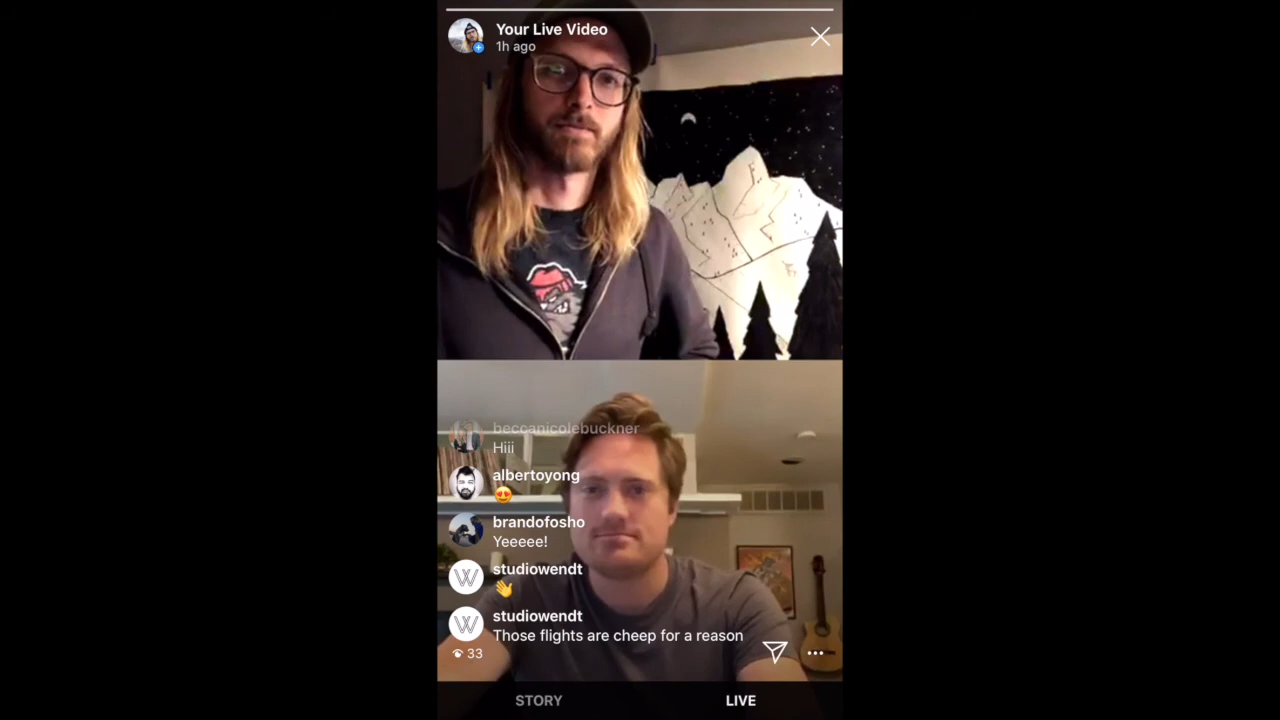 Your Live Video
1h ago
beccanicolebuckner
Hiii
albertoyong
😍
brandofosho
Yeeeee!
studiowendt
👋
studiowendt
Those flights are cheep for a reason
33
STORY
LIVE